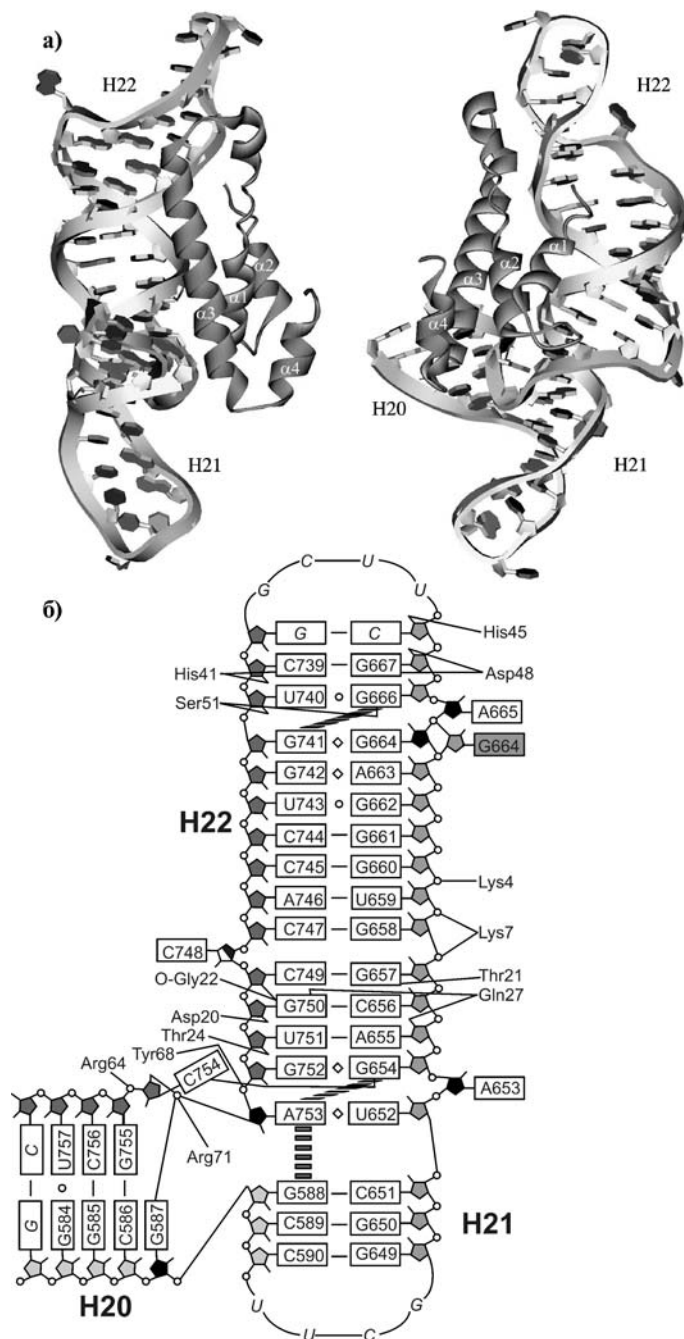 а)
H22
H22
α2
α1
α3
α4
H21
α1
α2
α3
α4
H20
H21
б)
G C U U
G C His45
C739 G667 Asp48
His41
U740 G666
Ser51
A665
G741 G664 G664
G742 A663
H22 U743 G662
C744 G661
C745 G660
Lys4
A746 U659
C747 G658 Lys7
C748
C749 G657 Thr21
O-Gly22 Gln27
G750 C656
Asp20
U751 A655
Thr24
Tyr68
G752 G654
Arg64 C754
A653
A753 U652
C U757 C756 G755
Arg71
G588 C651
G G584 G585 C586 G587
C589 G650 H21
C590 G649
H20
U U C G